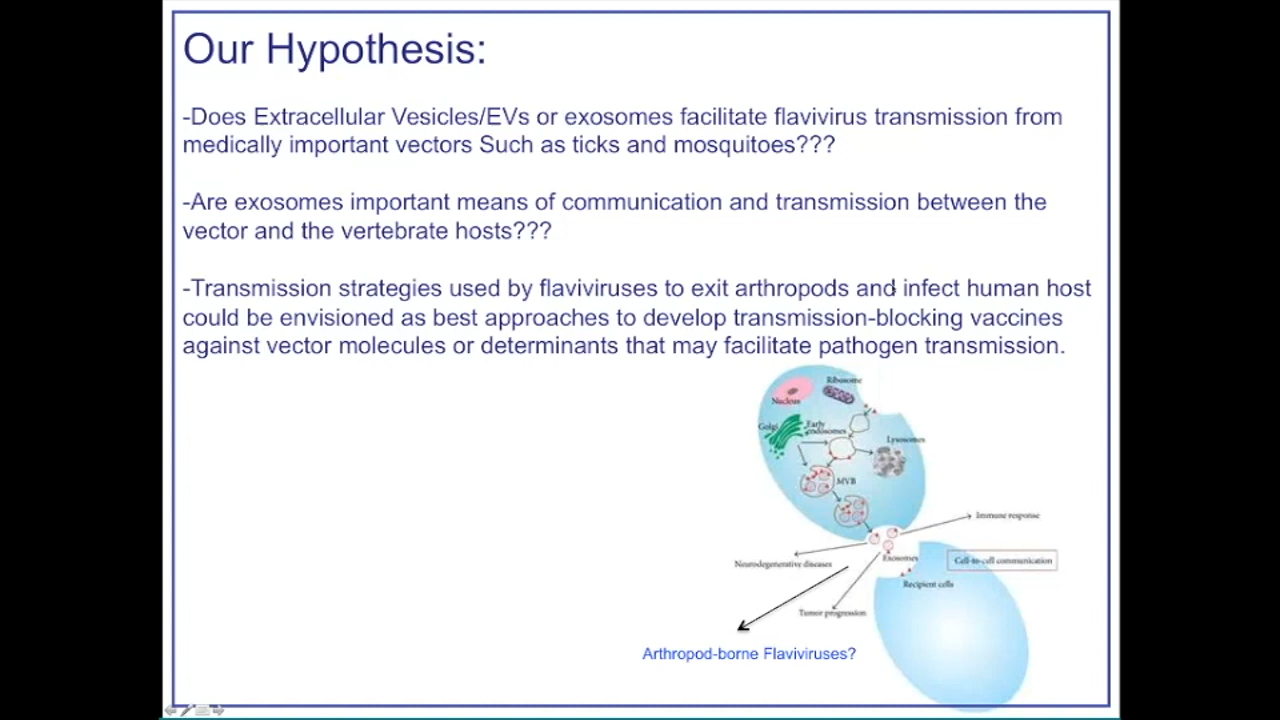 Our Hypothesis:
-Does Extracellular Vesicles/EVs or exosomes facilitate flavivirus transmission from
medically important vectors Such as ticks and mosquitoes???
-Are exosomes important means of communication and transmission between the
vector and the vertebrate hosts???
-Transmission strategies used by flaviviruses to exit arthropods and infect human host
could be envisioned as best approaches to develop transmission-blocking vaccines
against vector molecules or determinants that may facilitate pathogen transmission.
Ribosome
Nucleus
Golgi
Early
endosomes
Lysosomes
MVB
Immune response
Exosomes
Cell-to-cell communication
Neurodegenerative diseases
Recipient cells
Tumor progression
Arthropod-borne Flaviviruses?